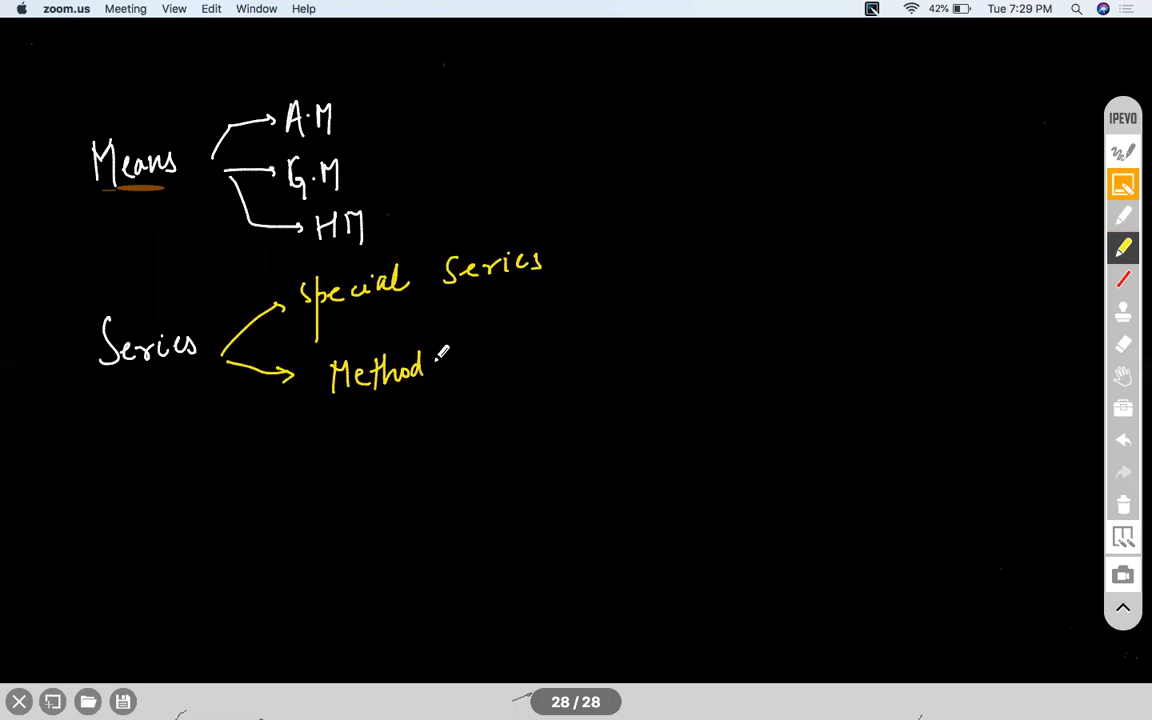 zoom.us Meeting View Edit Window Help 42% Tue 7:29 PM
IPEVO
A.M
Means
G.M
HM
Special Series
Series
Method
28 / 28